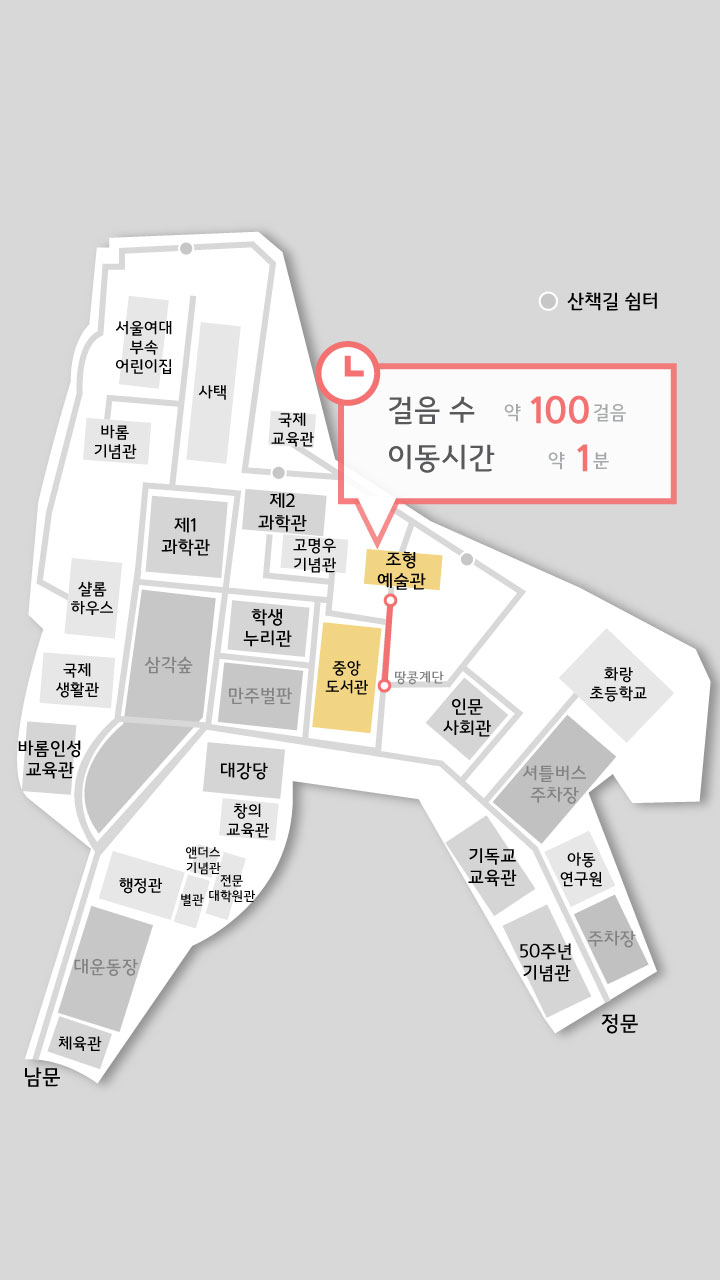 산책길 쉼터
서울여대
부속
어린이집
사택
걸음 수 약 100 걸음
이동시간 약 1 분
바롬
기념관
국제
교육관
제1
과학관
제2
과학관
고명우
기념관
조형
예술관
샬롬
하우스
학생
누리관
삼각숲
국제
생활관
만주벌판
중앙
도서관
땅콩계단
인문
사회관
화랑
초등학교
바롬인성
교육관
대강당
셔틀버스
주차장
창의
교육관
앤더스
기념관
행정관
별관
전문
대학원관
기독교
교육관
아동
연구원
대운동장
50주년
기념관
주차장
체육관
남문
정문